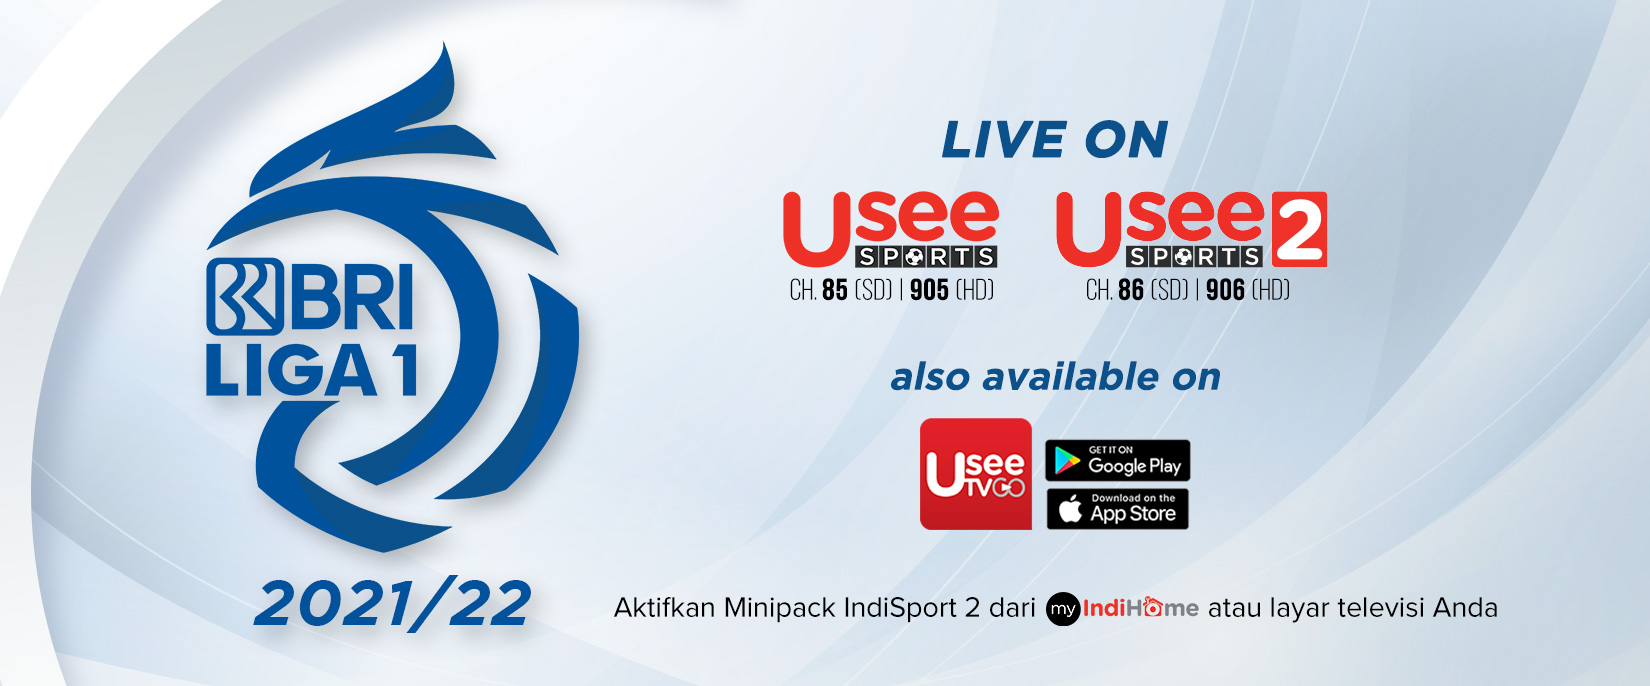 BRI
LIGA 1
2021/22
LIVE ON
Usee
SPORTS
CH. 85 (SD) | 905 (HD)
Usee 2
SPORTS
CH. 86 (SD) | 906 (HD)
also available on
Usee
TVGO
GET IT ON
Google Play
Download on the
App Store
Aktifkan Minipack IndiSport 2 dari my IndiHome atau layar televisi Anda